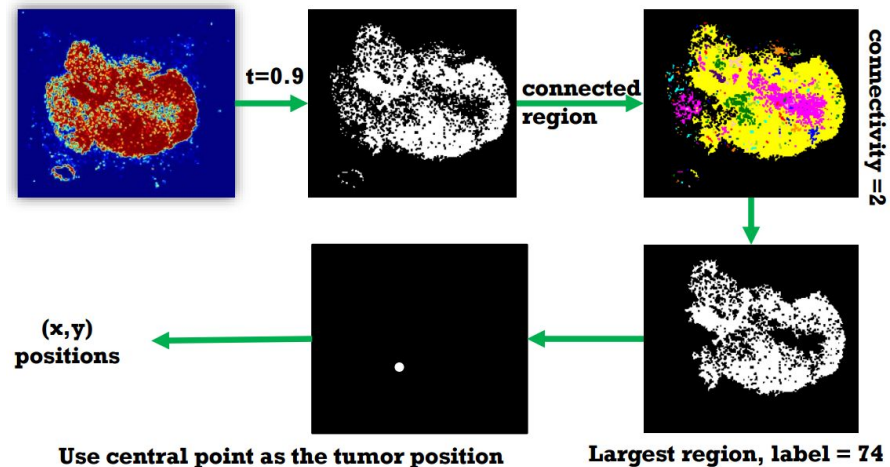 t=0.9
connected
region
connectivity =2
(x,y)
positions
Use central point as the tumor position
Largest region, label = 74